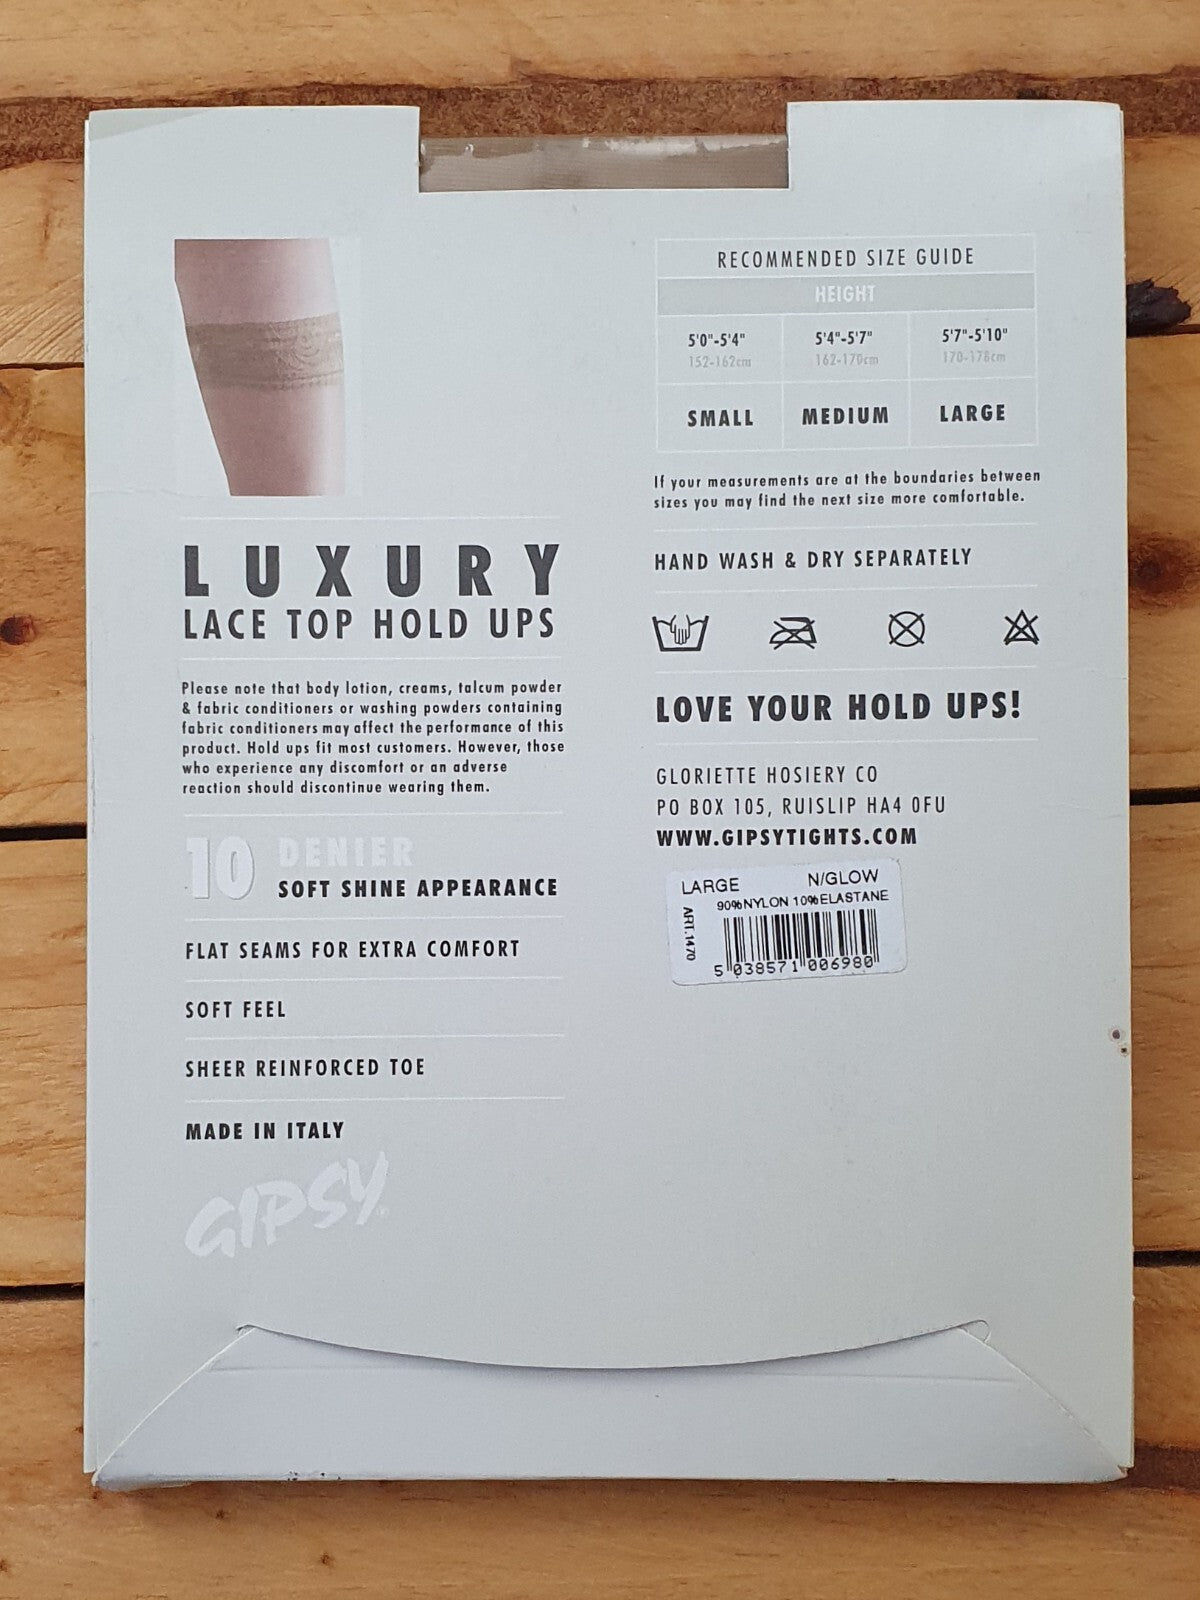 LUXURY
LACE TOP HOLD UPS
Please note that body lotion, creams, talcum powder
& fabric conditioners or washing powders containing
fabric conditioners may affect the performance of this
product. Hold ups fit most customers. However, those
who experience any discomfort or an adverse
reaction should discontinue wearing them.
10 DENIER
SOFT SHINE APPEARANCE
FLAT SEAMS FOR EXTRA COMFORT
SOFT FEEL
SHEER REINFORCED TOE
MADE IN ITALY
GIPSY®
RECOMMENDED SIZE GUIDE
HEIGHT
5'0"-5'4" 5'4"-5'7" 5'7"-5'10"
152-162cm 162-170cm 170-178cm
SMALL MEDIUM LARGE
If your measurements are at the boundaries between
sizes you may find the next size more comfortable.
HAND WASH & DRY SEPARATELY
LOVE YOUR HOLD UPS!
GLORIETTE HOSIERY CO
PO BOX 105, RUISLIP HA4 0FU
WWW.GIPSYTIGHTS.COM
LARGE N/GLOW
90%NYLON 10%ELASTANE
ART.1470
5 038571 006980